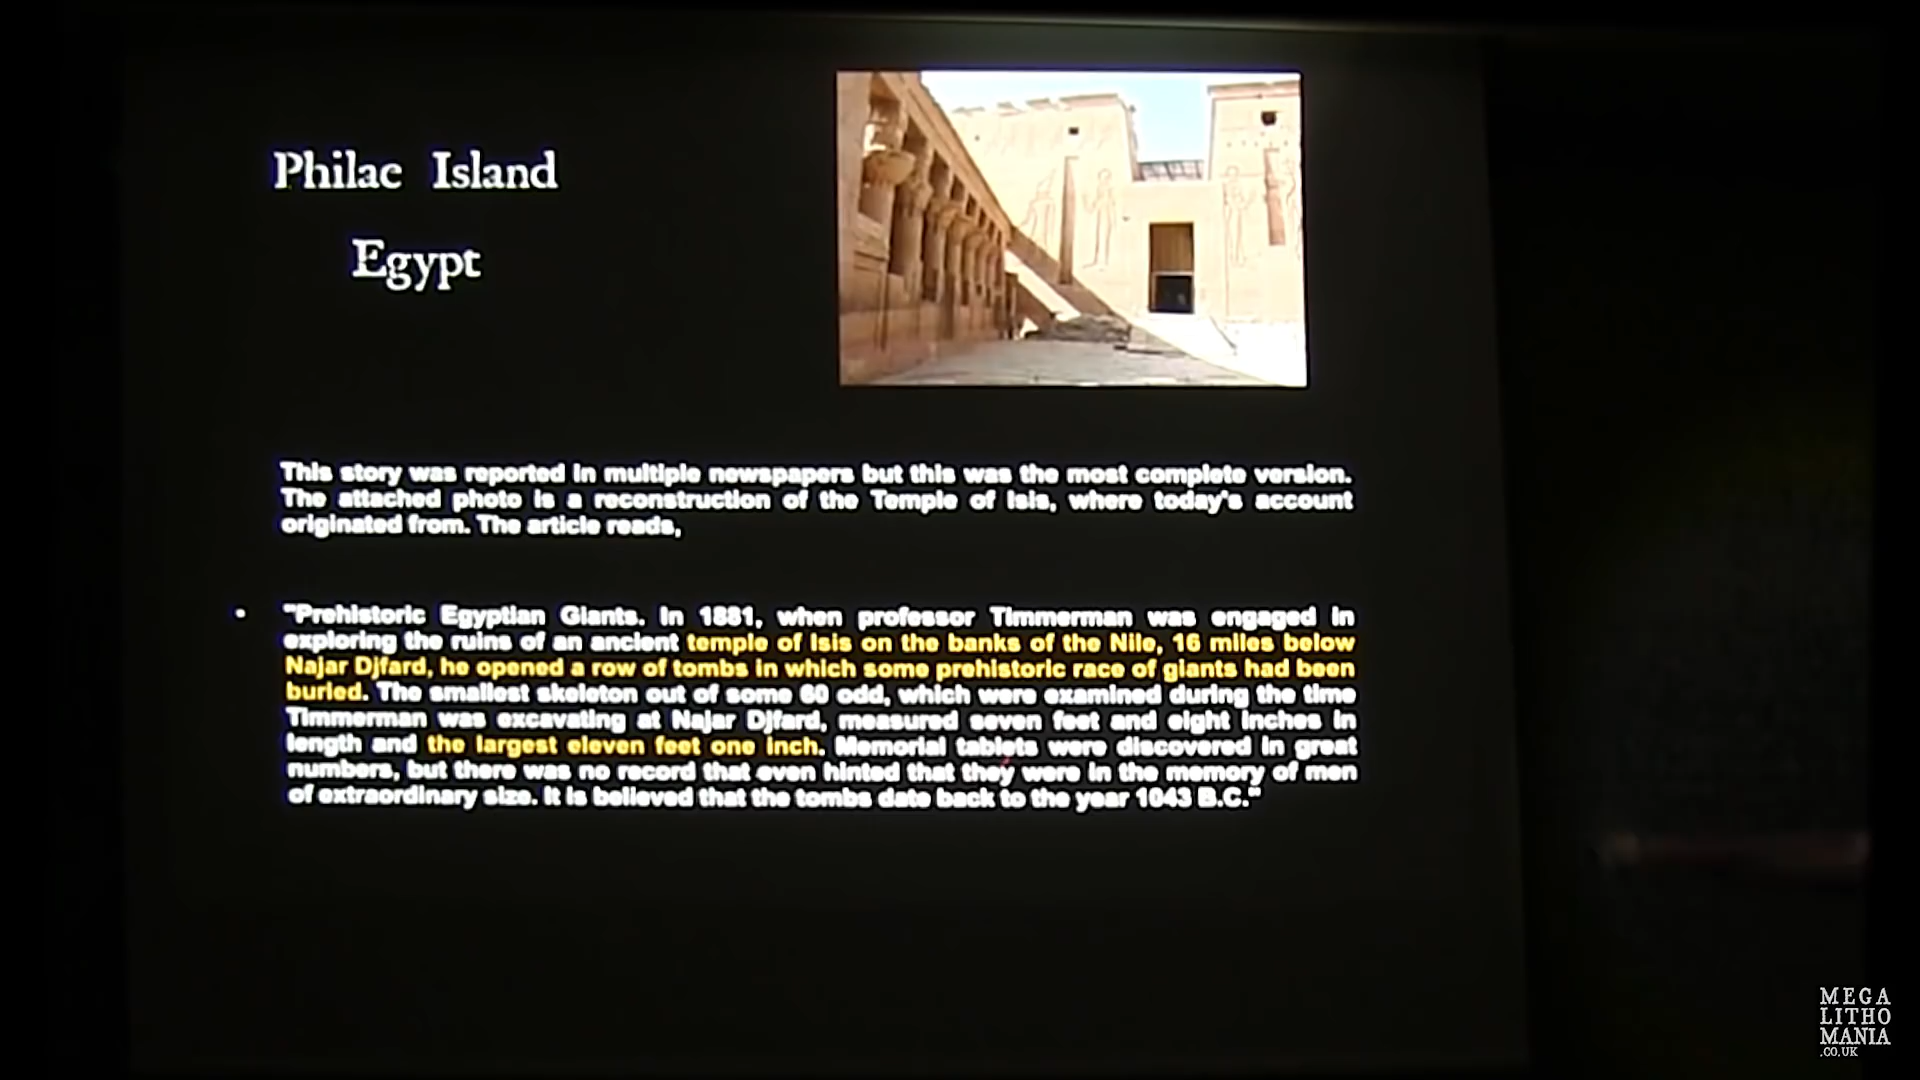 Philae Island
Egypt
This story was reported in multiple newspapers but this was the most complete version.
The attached photo is a reconstruction of the Temple of Isis, where today's account
originated from. The article reads,
• "Prehistoric Egyptian Giants. In 1881, when professor Timmerman was engaged in
exploring the ruins of an ancient temple of Isis on the banks of the Nile, 16 miles below
Najar Djfard, he opened a row of tombs in which some prehistoric race of giants had been
buried. The smallest skeleton out of some 60 odd, which were examined during the time
Timmerman was excavating at Najar Djfard, measured seven feet and eight inches in
length and the largest eleven feet one inch. Memorial tablets were discovered in great
numbers, but there was no record that even hinted that they were in the memory of men
of extraordinary size. It is believed that the tombs date back to the year 1043 B.C."
MEGA
LITHO
MANIA
.CO.UK